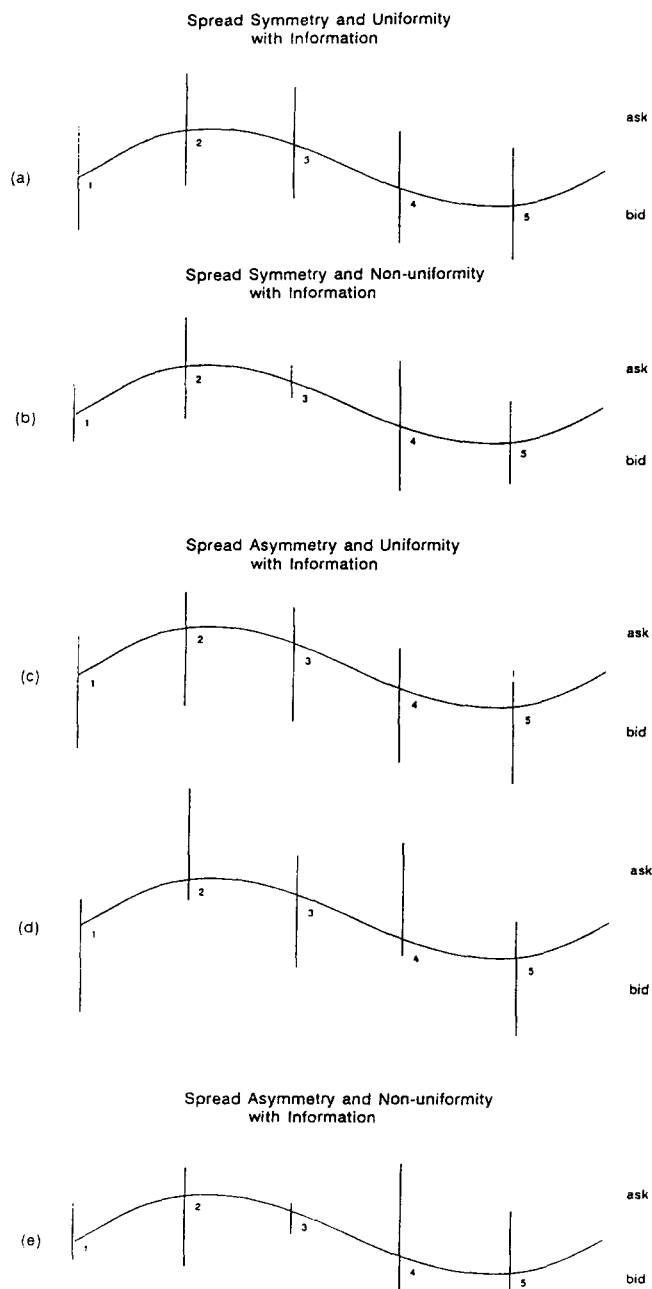 Spread Symmetry and Uniformity
with Information
ask
(a)
1
2
3
4
5
bid
Spread Symmetry and Non-uniformity
with Information
ask
(b)
1
2
3
4
5
bid
Spread Asymmetry and Uniformity
with Information
ask
(c)
1
2
3
4
5
bid
ask
(d)
1
2
3
4
5
bid
Spread Asymmetry and Non-uniformity
with Information
ask
(e)
1
2
3
4
5
bid